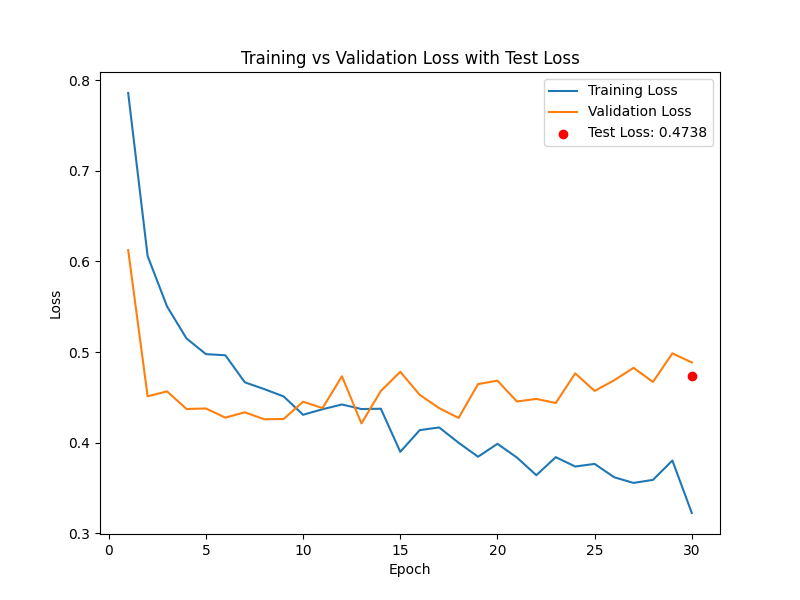 Training vs Validation Loss with Test Loss
Training Loss
Validation Loss
Test Loss: 0.4738
0.8
0.7
0.6
0.5
0.4
0.3
Loss
0
5
10
15
20
25
30
Epoch